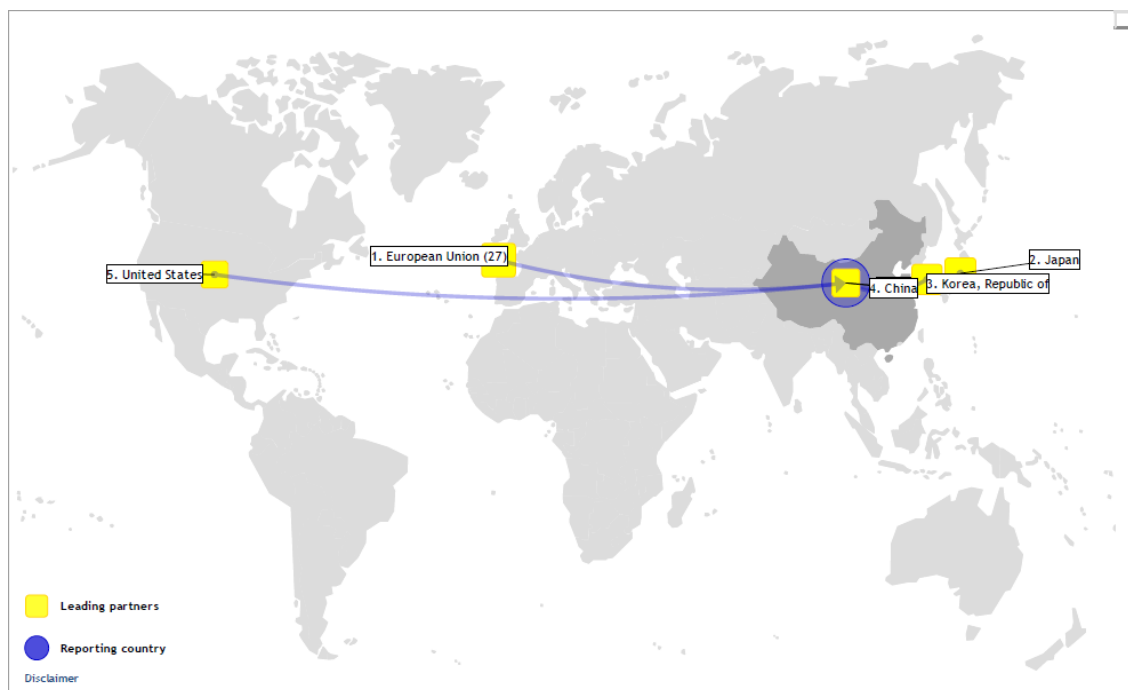 1. European Union (27)
2. Japan
5. United States
3. Korea, Republic of
4. China
Leading partners
Reporting country
Disclaimer